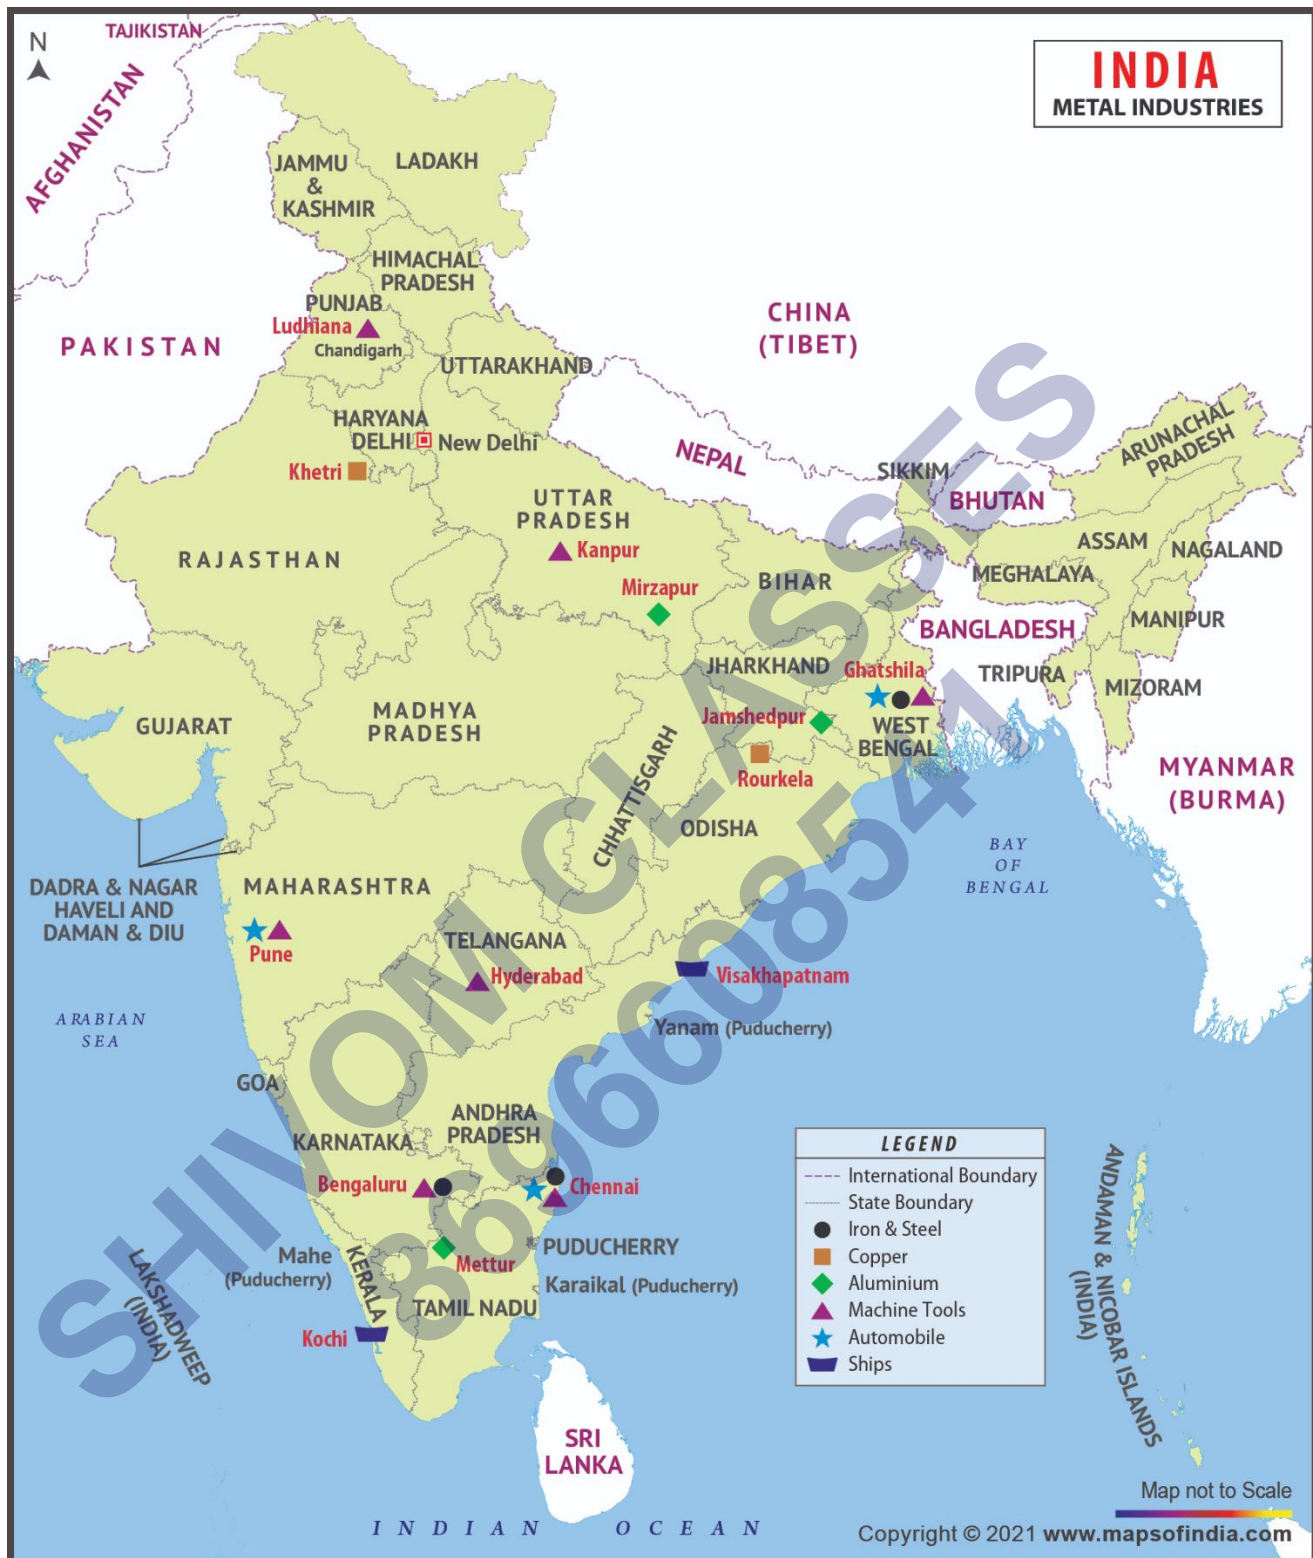 N
TAJIKISTAN
AFGHANISTAN
INDIA
METAL INDUSTRIES
JAMMU
&
KASHMIR
LADAKH
HIMACHAL
PRADESH
PUNJAB
Ludhiana
Chandigarh
PAKISTAN
CHINA
(TIBET)
UTTARAKHAND
HARYANA
DELHI
New Delhi
Khetri
NEPAL
SIKKIM
BHUTAN
ARUNACHAL
PRADESH
UTTAR
PRADESH
Kanpur
RAJASTHAN
Mirzapur
BIHAR
ASSAM
NAGALAND
MEGHALAYA
MANIPUR
BANGLADESH
TRIPURA
MIZORAM
JHARKHAND
Ghatshila
Jamshedpur
WEST
BENGAL
Rourkela
GUJARAT
MADHYA
PRADESH
CHHATTISGARH
ODISHA
MYANMAR
(BURMA)
BAY
OF
BENGAL
DADRA & NAGAR
HAVELI AND
DAMAN & DIU
MAHARASHTRA
Pune
TELANGANA
Hyderabad
Visakhapatnam
Yanam (Puducherry)
ARABIAN
SEA
GOA
KARNATAKA
ANDHRA
PRADESH
Bengaluru
Chennai
Mahe
(Puducherry)
KERALA
Mettur
PUDUCHERRY
Karaikal (Puducherry)
TAMIL NADU
Kochi
LAKSHADWEEP
(INDIA)
SRI
LANKA
LEGEND
International Boundary
State Boundary
Iron & Steel
Copper
Aluminium
Machine Tools
Automobile
Ships
ANDAMAN & NICOBAR ISLANDS
(INDIA)
INDIAN OCEAN
Map not to Scale
Copyright © 2021 www.mapsofindia.com
SHIVOM CLASSES
8696608541